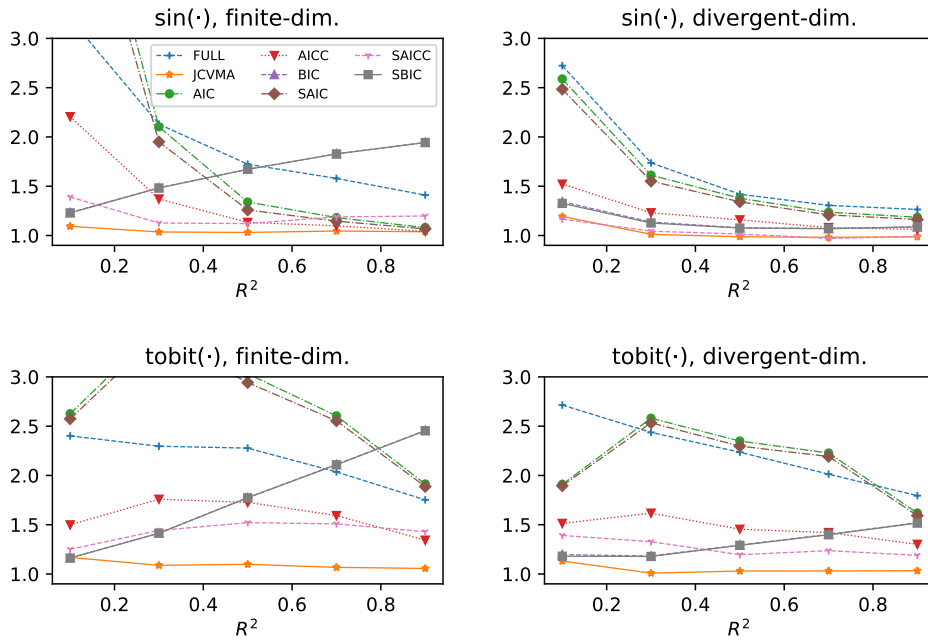 sin(·), finite-dim.
3.0
2.5
2.0
1.5
1.0
FULL
JCVMA
AIC
AICC
BIC
SAIC
SAICC
SBIC
0.2 0.4 0.6 0.8
R²
sin(·), divergent-dim.
3.0
2.5
2.0
1.5
1.0
0.2 0.4 0.6 0.8
R²
tobit(·), finite-dim.
3.0
2.5
2.0
1.5
1.0
0.2 0.4 0.6 0.8
R²
tobit(·), divergent-dim.
3.0
2.5
2.0
1.5
1.0
0.2 0.4 0.6 0.8
R²